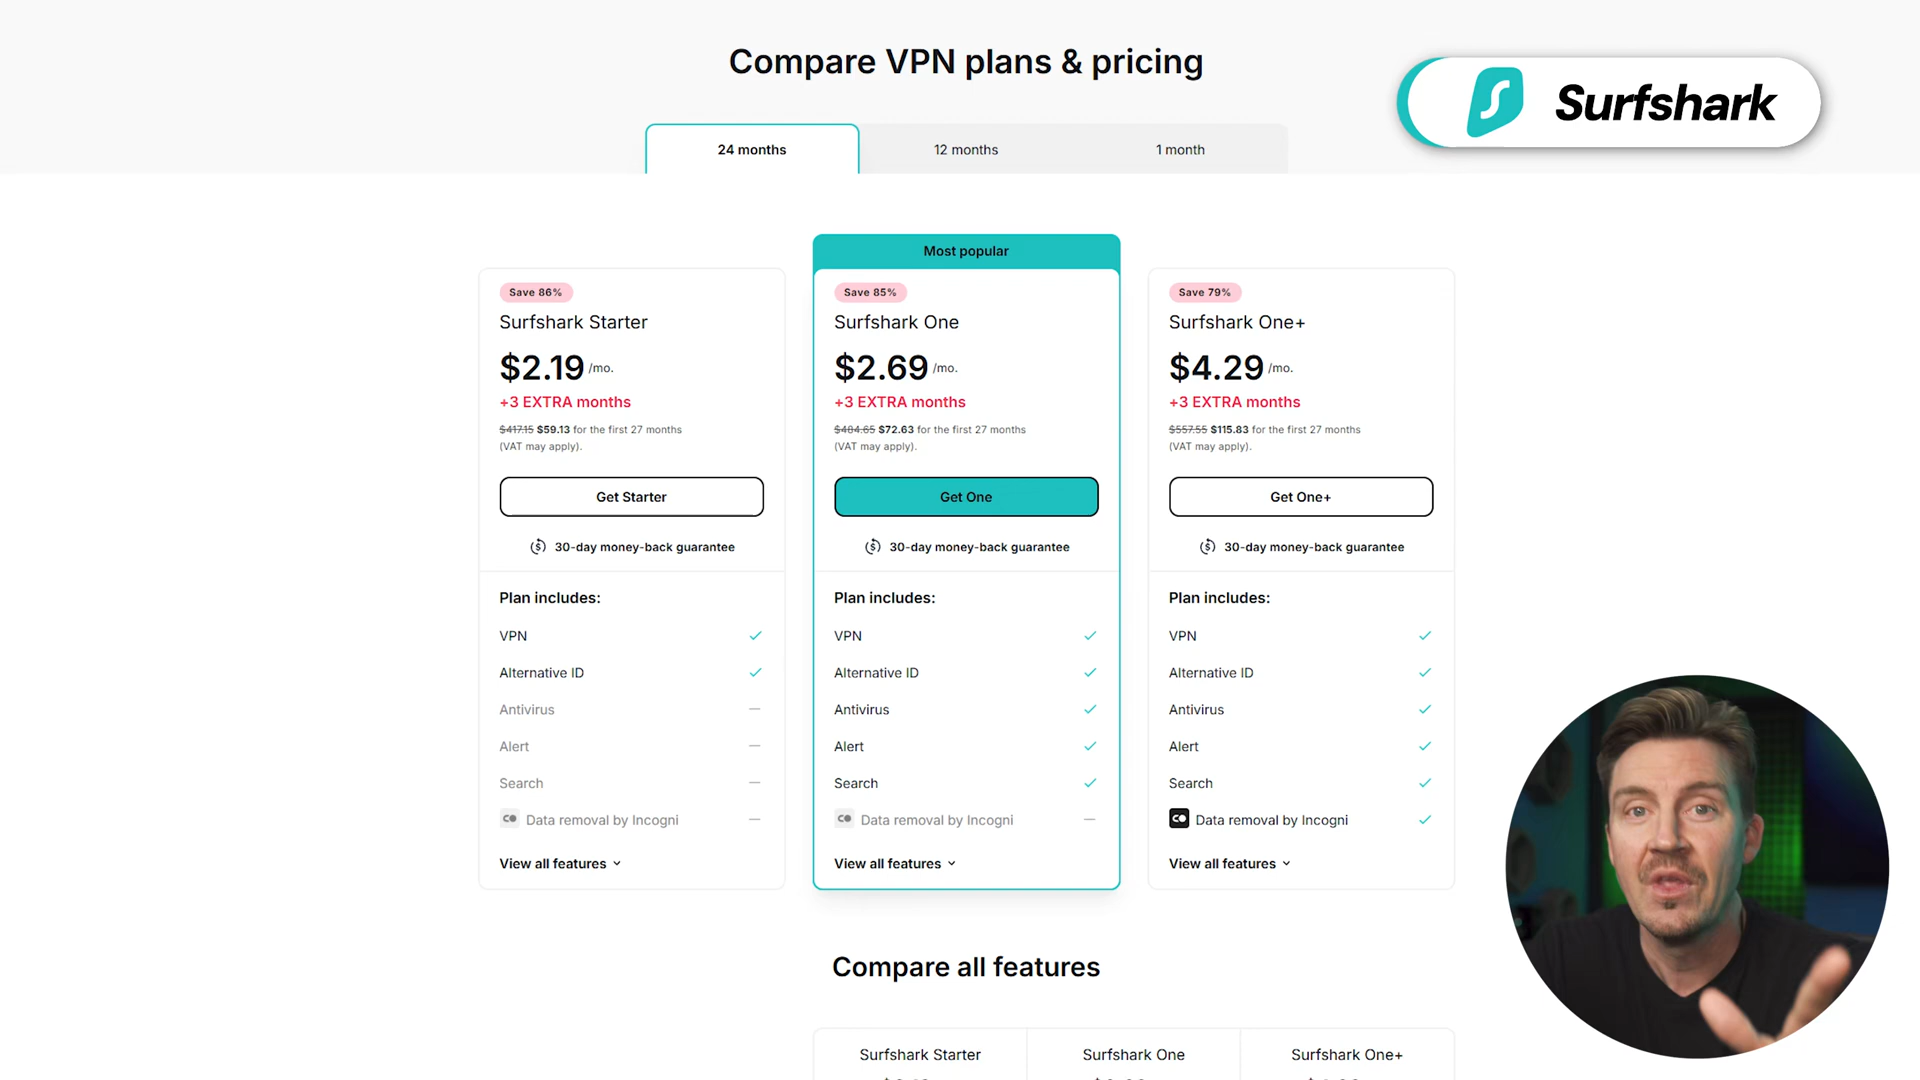 Compare VPN plans & pricing
Surfshark
24 months
12 months
1 month
Most popular
Save 86%
Surfshark Starter
$2.19 /mo.
+3 EXTRA months
$417.15 $59.13 for the first 27 months
(VAT may apply).
Get Starter
30-day money-back guarantee
Plan includes:
VPN
Alternative ID
Antivirus
Alert
Search
Data removal by Incogni
View all features
Save 85%
Surfshark One
$2.69 /mo.
+3 EXTRA months
$484.65 $72.63 for the first 27 months
(VAT may apply).
Get One
30-day money-back guarantee
Plan includes:
VPN
Alternative ID
Antivirus
Alert
Search
Data removal by Incogni
View all features
Save 79%
Surfshark One+
$4.29 /mo.
+3 EXTRA months
$557.55 $115.83 for the first 27 months
(VAT may apply).
Get One+
30-day money-back guarantee
Plan includes:
VPN
Alternative ID
Antivirus
Alert
Search
Data removal by Incogni
View all features
Compare all features
Surfshark Starter
Surfshark One
Surfshark One+